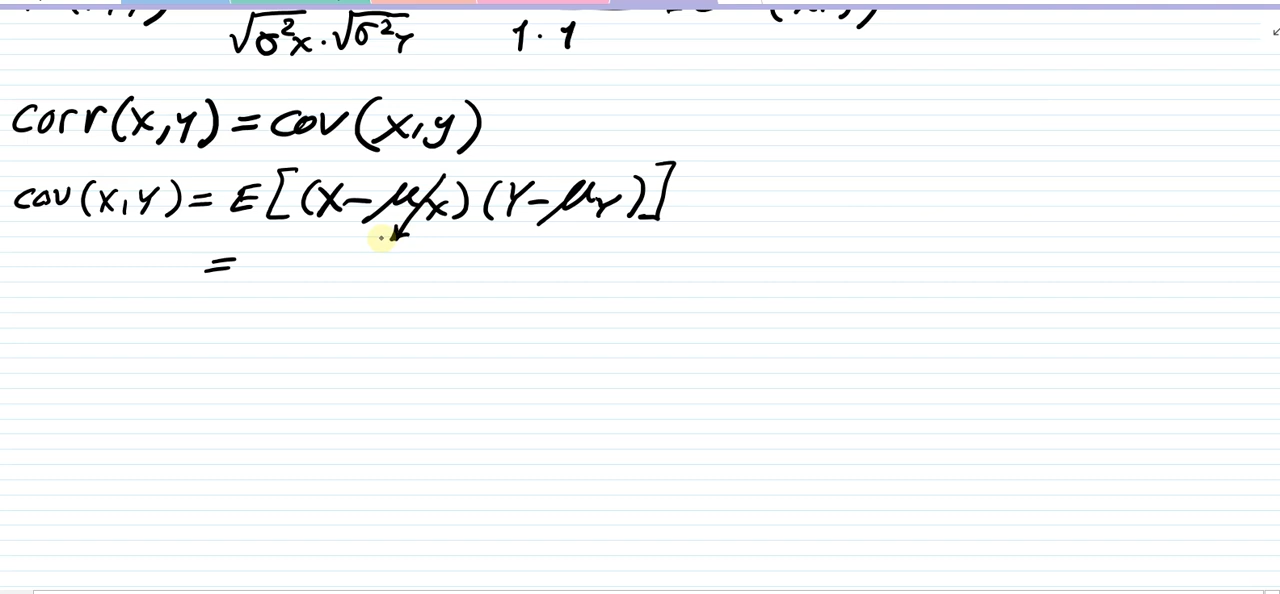 √σ²x · √σ²Y 1 · 1
corr(x,y) = cov(x,y)
cov(x,Y) = E[(X-μx)(Y-μY)]
=